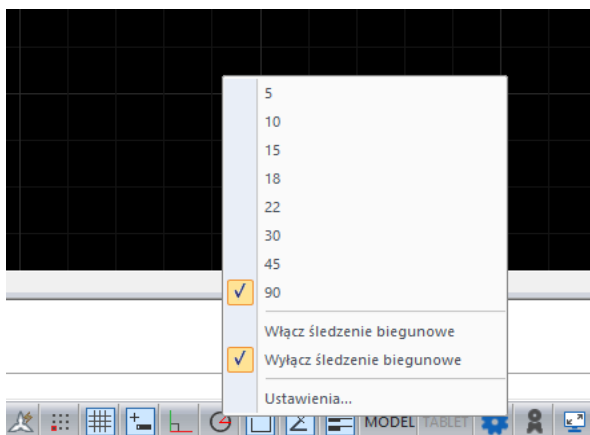 5
10
15
18
22
30
45
90
Włącz śledzenie biegunowe
Wyłącz śledzenie biegunowe
Ustawienia...
MODEL TABLET